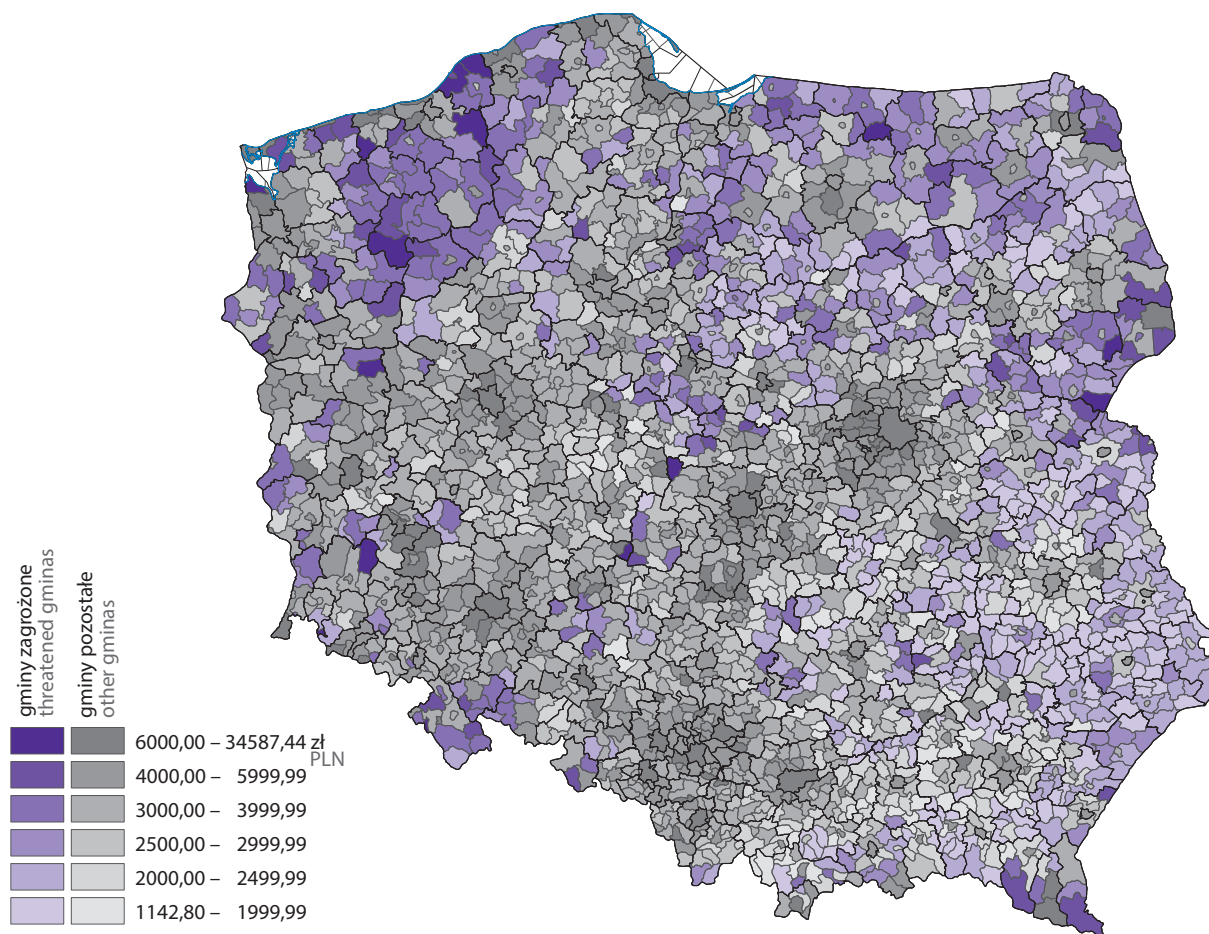 gminy zagrożone
threatened gminas
gminy pozostałe
other gminas
6000,00 – 34587,44 zł
PLN
4000,00 – 5999,99
3000,00 – 3999,99
2500,00 – 2999,99
2000,00 – 2499,99
1142,80 – 1999,99